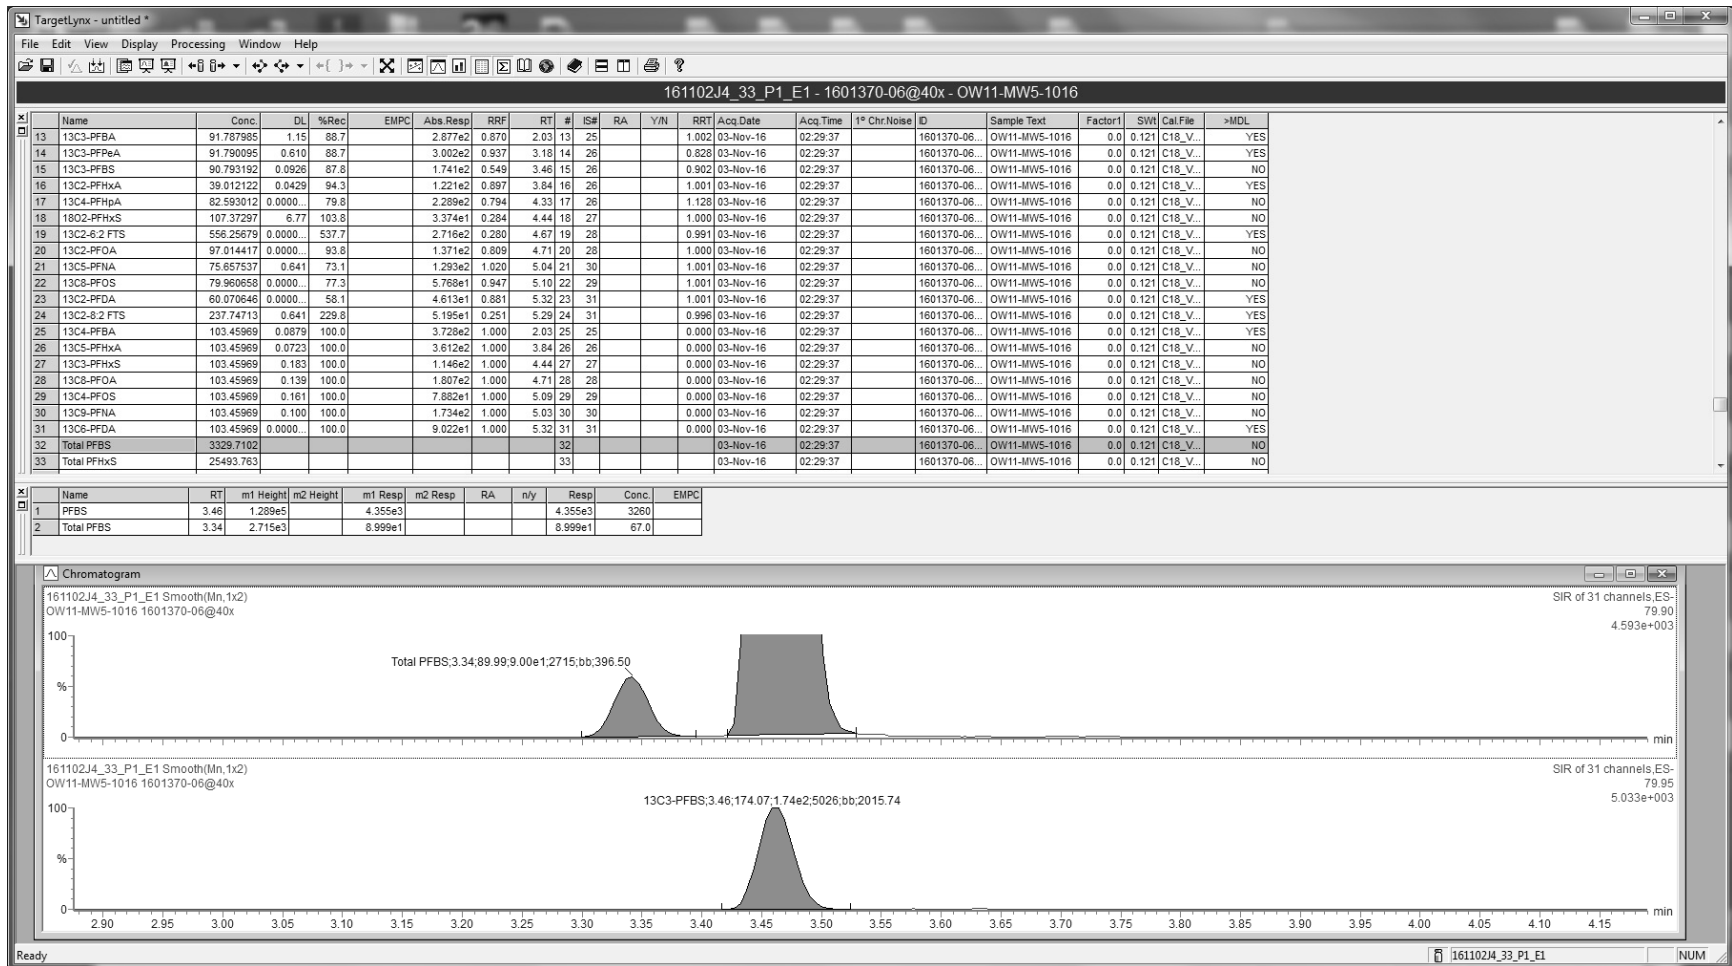 TargetLynx - untitled *
File Edit View Display Processing Window Help
161102J4_33_P1_E1 - 1601370-06@40x - OW11-MW5-1016
Name Conc. DL %Rec EMPC Abs.Resp RRF RT # IS# RA Y/N RRT Acq.Date Acq.Time 1º Chr.Noise ID Sample Text Factor1 SWt Cal.File >MDL
13 13C3-PFBA 91.787985 1.15 88.7 2.877e2 0.870 2.03 13 25 1.002 03-Nov-16 02:29:37 1601370-06... OW11-MW5-1016 0.0 0.121 C18_V... YES
14 13C3-PFPeA 91.790095 0.610 88.7 3.002e2 0.937 3.18 14 26 0.828 03-Nov-16 02:29:37 1601370-06... OW11-MW5-1016 0.0 0.121 C18_V... YES
15 13C3-PFBS 90.793192 0.0926 87.8 1.741e2 0.549 3.46 15 26 0.902 03-Nov-16 02:29:37 1601370-06... OW11-MW5-1016 0.0 0.121 C18_V... NO
16 13C2-PFHxA 39.012122 0.0429 94.3 1.221e2 0.897 3.84 16 26 1.001 03-Nov-16 02:29:37 1601370-06... OW11-MW5-1016 0.0 0.121 C18_V... YES
17 13C4-PFHpA 82.593012 0.0000... 79.8 2.289e2 0.794 4.33 17 26 1.128 03-Nov-16 02:29:37 1601370-06... OW11-MW5-1016 0.0 0.121 C18_V... NO
18 18O2-PFHxS 107.37297 6.77 103.8 3.374e1 0.284 4.44 18 27 1.000 03-Nov-16 02:29:37 1601370-06... OW11-MW5-1016 0.0 0.121 C18_V... NO
19 13C2-6:2 FTS 556.25679 0.0000... 537.7 2.716e2 0.280 4.67 19 28 0.991 03-Nov-16 02:29:37 1601370-06... OW11-MW5-1016 0.0 0.121 C18_V... YES
20 13C2-PFOA 97.014417 0.0000... 93.8 1.371e2 0.809 4.71 20 28 1.000 03-Nov-16 02:29:37 1601370-06... OW11-MW5-1016 0.0 0.121 C18_V... NO
21 13C5-PFNA 75.657537 0.641 73.1 1.293e2 1.020 5.04 21 30 1.001 03-Nov-16 02:29:37 1601370-06... OW11-MW5-1016 0.0 0.121 C18_V... NO
22 13C8-PFOS 79.960658 0.0000... 77.3 5.768e1 0.947 5.10 22 29 1.001 03-Nov-16 02:29:37 1601370-06... OW11-MW5-1016 0.0 0.121 C18_V... NO
23 13C2-PFDA 60.070646 0.0000... 58.1 4.613e1 0.881 5.32 23 31 1.001 03-Nov-16 02:29:37 1601370-06... OW11-MW5-1016 0.0 0.121 C18_V... YES
24 13C2-8:2 FTS 237.74713 0.641 229.8 5.195e1 0.251 5.29 24 31 0.996 03-Nov-16 02:29:37 1601370-06... OW11-MW5-1016 0.0 0.121 C18_V... YES
25 13C4-PFBA 103.45969 0.0879 100.0 3.728e2 1.000 2.03 25 25 0.000 03-Nov-16 02:29:37 1601370-06... OW11-MW5-1016 0.0 0.121 C18_V... YES
26 13C5-PFHxA 103.45969 0.0723 100.0 3.612e2 1.000 3.84 26 26 0.000 03-Nov-16 02:29:37 1601370-06... OW11-MW5-1016 0.0 0.121 C18_V... NO
27 13C3-PFHxS 103.45969 0.183 100.0 1.146e2 1.000 4.44 27 27 0.000 03-Nov-16 02:29:37 1601370-06... OW11-MW5-1016 0.0 0.121 C18_V... NO
28 13C8-PFOA 103.45969 0.139 100.0 1.807e2 1.000 4.71 28 28 0.000 03-Nov-16 02:29:37 1601370-06... OW11-MW5-1016 0.0 0.121 C18_V... NO
29 13C4-PFOS 103.45969 0.161 100.0 7.882e1 1.000 5.09 29 29 0.000 03-Nov-16 02:29:37 1601370-06... OW11-MW5-1016 0.0 0.121 C18_V... NO
30 13C9-PFNA 103.45969 0.100 100.0 1.734e2 1.000 5.03 30 30 0.000 03-Nov-16 02:29:37 1601370-06... OW11-MW5-1016 0.0 0.121 C18_V... NO
31 13C6-PFDA 103.45969 0.0000... 100.0 9.022e1 1.000 5.32 31 31 0.000 03-Nov-16 02:29:37 1601370-06... OW11-MW5-1016 0.0 0.121 C18_V... YES
32 Total PFBS 3329.7102 32 03-Nov-16 02:29:37 1601370-06... OW11-MW5-1016 0.0 0.121 C18_V... NO
33 Total PFHxS 25493.763 33 03-Nov-16 02:29:37 1601370-06... OW11-MW5-1016 0.0 0.121 C18_V... NO
Name RT m1 Height m2 Height m1 Resp m2 Resp RA n/y Resp Conc. EMPC
1 PFBS 3.46 1.289e5 4.355e3 4.355e3 3260
2 Total PFBS 3.34 2.715e3 8.999e1 8.999e1 67.0
Chromatogram
161102J4_33_P1_E1 Smooth(Mn,1x2)
OW11-MW5-1016 1601370-06@40x
SIR of 31 channels,ES-
79.90
4.593e+003
100
Total PFBS;3.34;89.99;9.00e1;2715;bb;396.50
%
0
min
161102J4_33_P1_E1 Smooth(Mn,1x2)
OW11-MW5-1016 1601370-06@40x
SIR of 31 channels,ES-
79.95
5.033e+003
13C3-PFBS;3.46;174.07;1.74e2;5026;bb;2015.74
100
%
0
min
2.90 2.95 3.00 3.05 3.10 3.15 3.20 3.25 3.30 3.35 3.40 3.45 3.50 3.55 3.60 3.65 3.70 3.75 3.80 3.85 3.90 3.95 4.00 4.05 4.10 4.15
Ready
161102J4_33_P1_E1
NUM